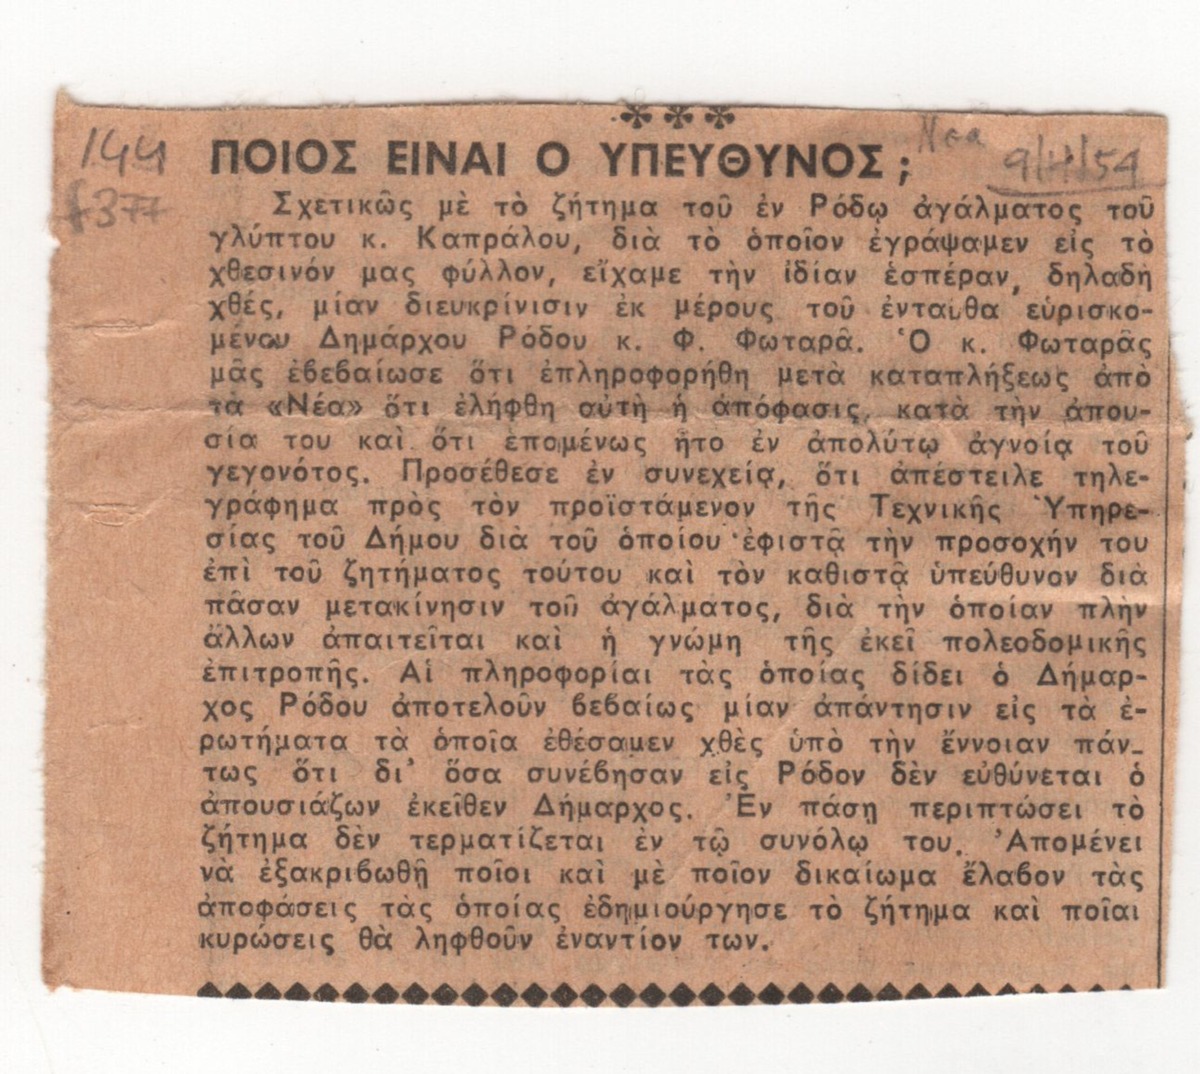 ***
144
f377
Νεα
ΠΟΙΟΣ ΕΙΝΑΙ Ο ΥΠΕΥΘΥΝΟΣ;
Σχετικῶς μὲ τὸ ζήτημα τοῦ ἐν Ρόδῳ ἀγάλματος τοῦ
γλύπτου κ. Καπράλου, διὰ τὸ ὁποῖον ἐγράψαμεν εἰς τὸ
χθεσινόν μας φύλλον, εἴχαμε τὴν ἰδίαν ἑσπέραν, δηλαδὴ
χθές, μίαν διευκρίνισιν ἐκ μέρους τοῦ ἐνταῦθα εὑρισκο-
μένου Δημάρχου Ρόδου κ. Φ. Φωταρᾶ. Ὁ κ. Φωταρᾶς
μᾶς ἐβεβαίωσε ὅτι ἐπληροφορήθη μετὰ καταπλήξεως ἀπὸ
τὰ «Νέα» ὅτι ἐλήφθη αὐτὴ ἡ ἀπόφασις, κατὰ τὴν ἀπου-
σία του καὶ ὅτι ἑπομένως ἦτο ἐν ἀπολύτῳ ἀγνοίᾳ τοῦ
γεγονότος. Προσέθεσε ἐν συνεχείᾳ, ὅτι ἀπέστειλε τηλε-
γράφημα πρὸς τὸν προϊστάμενον τῆς Τεχνικῆς Ὑπηρε-
σίας τοῦ Δήμου διὰ τοῦ ὁποίου ἐφιστᾷ τὴν προσοχήν του
ἐπὶ τοῦ ζητήματος τούτου καὶ τὸν καθιστᾷ ὑπεύθυνον διὰ
πᾶσαν μετακίνησιν τοῦ ἀγάλματος, διὰ τὴν ὁποίαν πλὴν
ἄλλων ἀπαιτεῖται καὶ ἡ γνώμη τῆς ἐκεῖ πολεοδομικῆς
ἐπιτροπῆς. Αἱ πληροφορίαι τὰς ὁποίας δίδει ὁ Δήμαρ-
χος Ρόδου ἀποτελοῦν βεβαίως μίαν ἀπάντησιν εἰς τὰ ἐ-
ρωτήματα τὰ ὁποῖα ἐθέσαμεν χθὲς ὑπὸ τὴν ἔννοιαν πάν-
τως ὅτι δι' ὅσα συνέβησαν εἰς Ρόδον δὲν εὐθύνεται ὁ
ἀπουσιάζων ἐκεῖθεν Δήμαρχος. Ἐν πάσῃ περιπτώσει τὸ
ζήτημα δὲν τερματίζεται ἐν τῷ συνόλῳ του. Ἀπομένει
νὰ ἐξακριβωθῇ ποῖοι καὶ μὲ ποῖον δικαίωμα ἔλαβον τὰς
ἀποφάσεις τὰς ὁποίας ἐδημιούργησε τὸ ζήτημα καὶ ποῖαι
κυρώσεις θὰ ληφθοῦν ἐναντίον των.